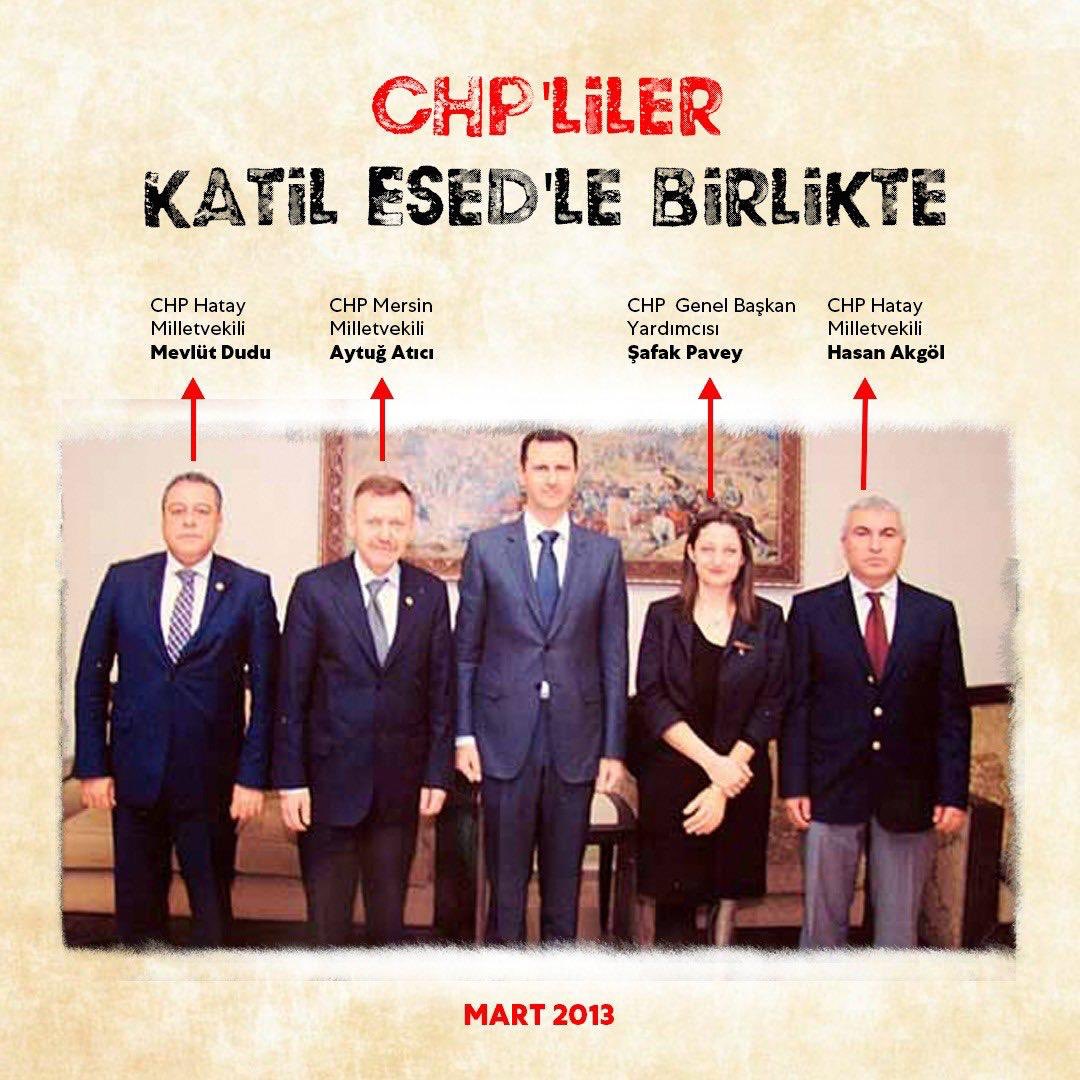 CHP'LİLER
KATİL ESED'LE BİRLİKTE
CHP Hatay
Milletvekili
Mevlüt Dudu
CHP Mersin
Milletvekili
Aytuğ Atıcı
CHP Genel Başkan
Yardımcısı
Şafak Pavey
CHP Hatay
Milletvekili
Hasan Akgöl
MART 2013